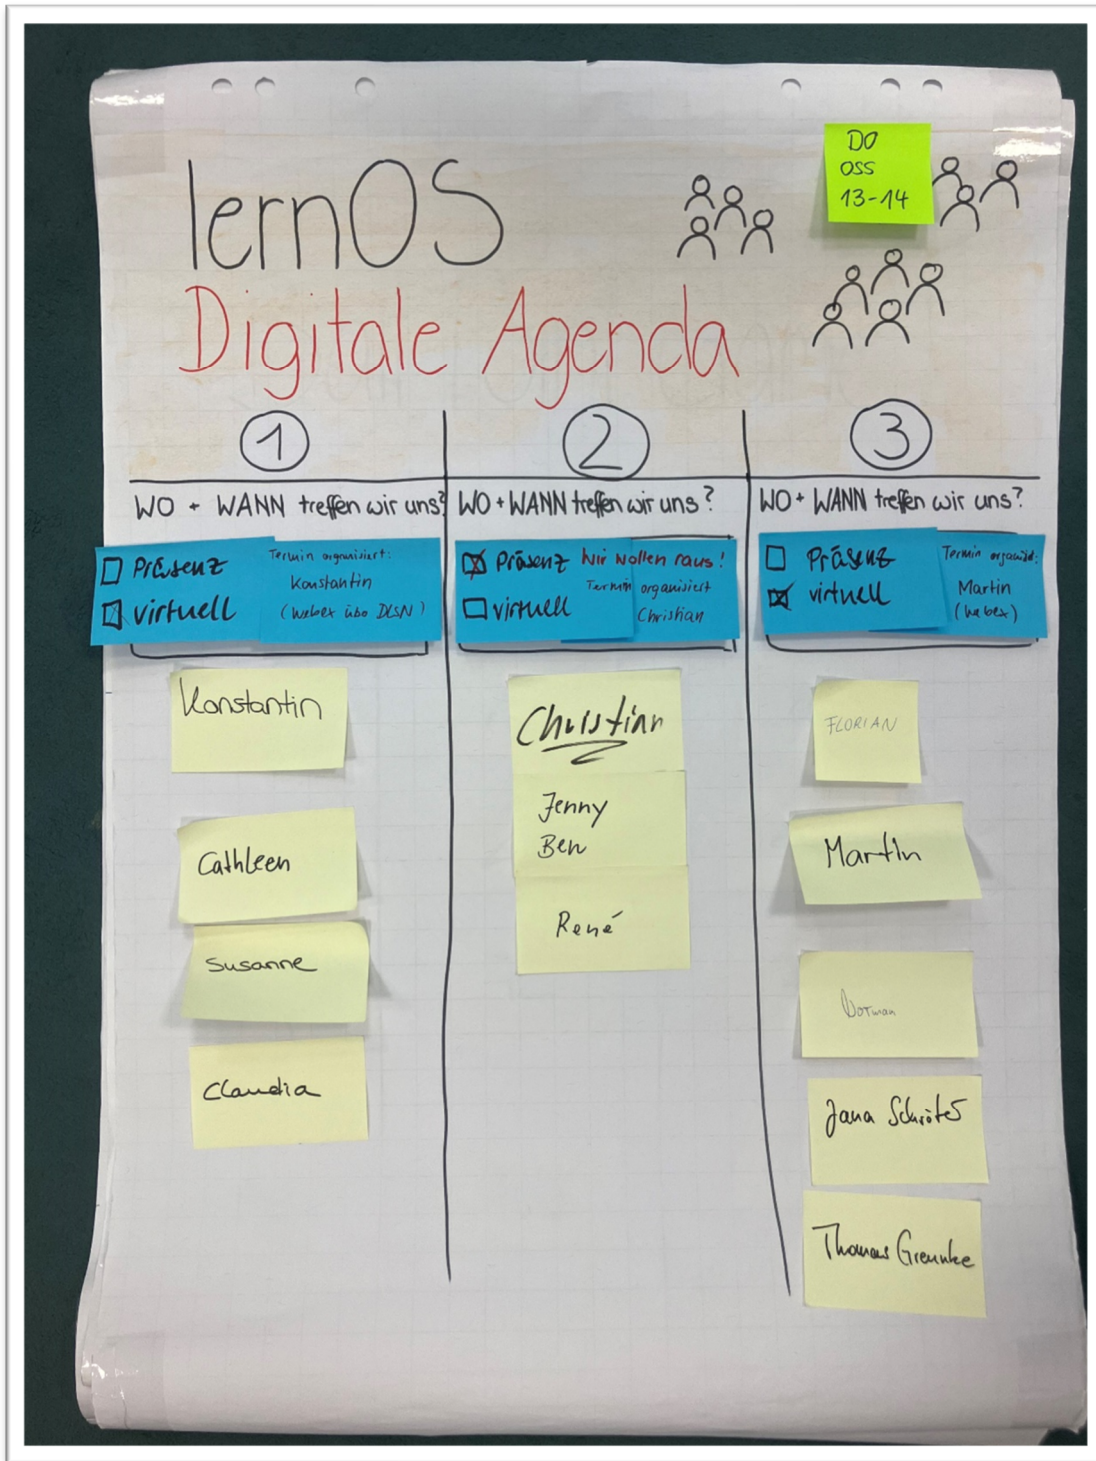 lernOS
DO
OSS
13-14
Digitale Agenda
1
WO + WANN treffen wir uns?
Präsenz
virtuell
Termin organisiert:
Konstantin
(Webex übo DLSN)
Konstantin
Cathleen
Susanne
Claudia
2
WO + WANN treffen wir uns?
Präsenz Wir wollen raus!
virtuell
Termin organisiert
Christian
Christian
Jenny
Ben
René
3
WO + WANN treffen wir uns?
Präsenz
virtuell
Termin organisiert:
Martin
(Webex)
FLORIAN
Martin
Jana Schröter
Thomas